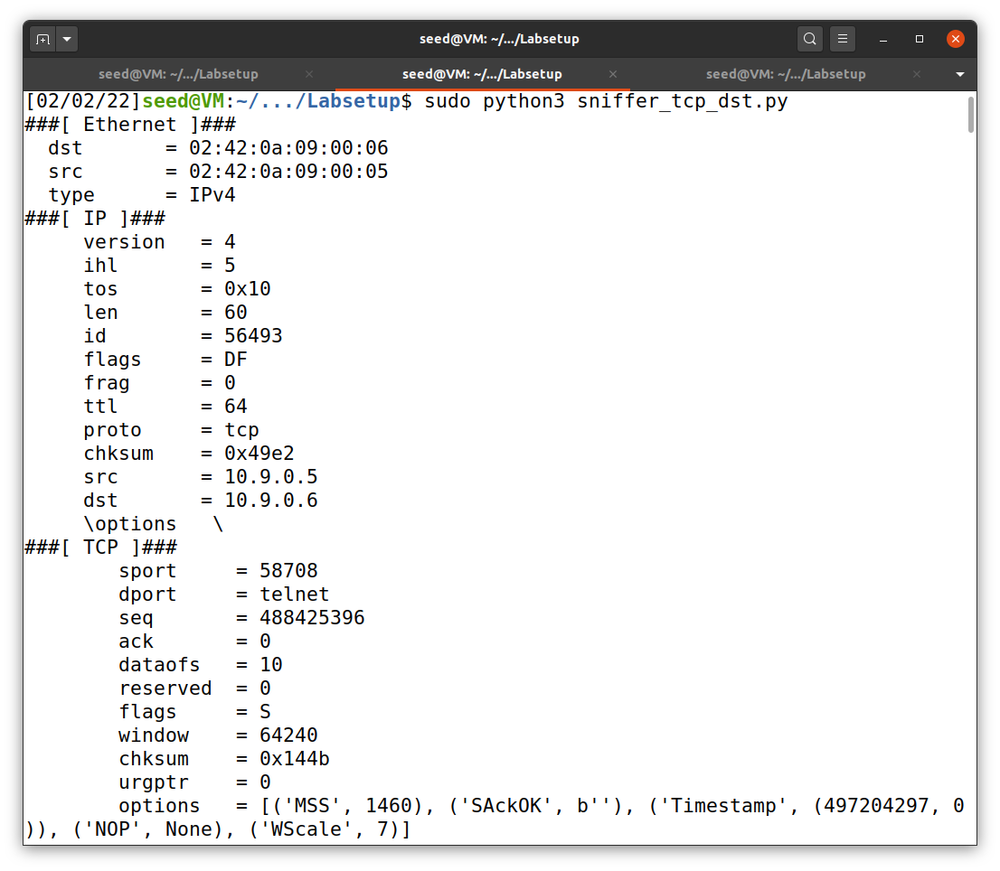 seed@VM: ~/.../Labsetup
seed@VM: ~/.../Labsetup
seed@VM: ~/.../Labsetup
seed@VM: ~/.../Labsetup
[02/02/22]seed@VM:~/.../Labsetup$ sudo python3 sniffer_tcp_dst.py
###[ Ethernet ]###
  dst       = 02:42:0a:09:00:06
  src       = 02:42:0a:09:00:05
  type      = IPv4
###[ IP ]###
     version   = 4
     ihl       = 5
     tos       = 0x10
     len       = 60
     id        = 56493
     flags     = DF
     frag      = 0
     ttl       = 64
     proto     = tcp
     chksum    = 0x49e2
     src       = 10.9.0.5
     dst       = 10.9.0.6
     \options   \
###[ TCP ]###
        sport     = 58708
        dport     = telnet
        seq       = 488425396
        ack       = 0
        dataofs   = 10
        reserved  = 0
        flags     = S
        window    = 64240
        chksum    = 0x144b
        urgptr    = 0
        options   = [('MSS', 1460), ('SAckOK', b''), ('Timestamp', (497204297, 0
)), ('NOP', None), ('WScale', 7)]